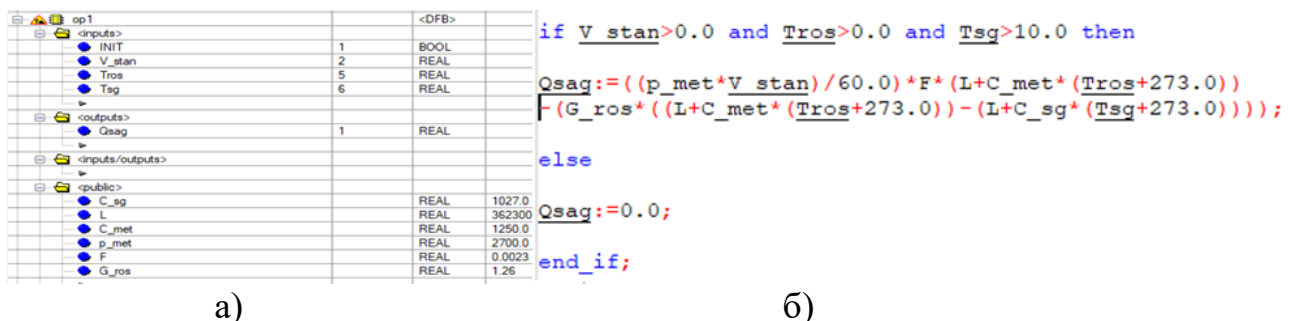 op1 <DFB>
<inputs>
INIT 1 BOOL
V_stan 2 REAL
Tros 5 REAL
Tsg 6 REAL
<outputs>
Qsag 1 REAL
<inputs/outputs>
<public>
C_sg REAL 1027.0
L REAL 362300
C_met REAL 1250.0
p_met REAL 2700.0
F REAL 0.0023
G_ros REAL 1.26
if V_stan>0.0 and Tros>0.0 and Tsg>10.0 then
Qsag:=((p_met*V_stan)/60.0)*F*(L+C_met*(Tros+273.0))
-(G_ros*((L+C_met*(Tros+273.0))-(L+C_sg*(Tsg+273.0))));
else
Qsag:=0.0;
end_if;
а) б)